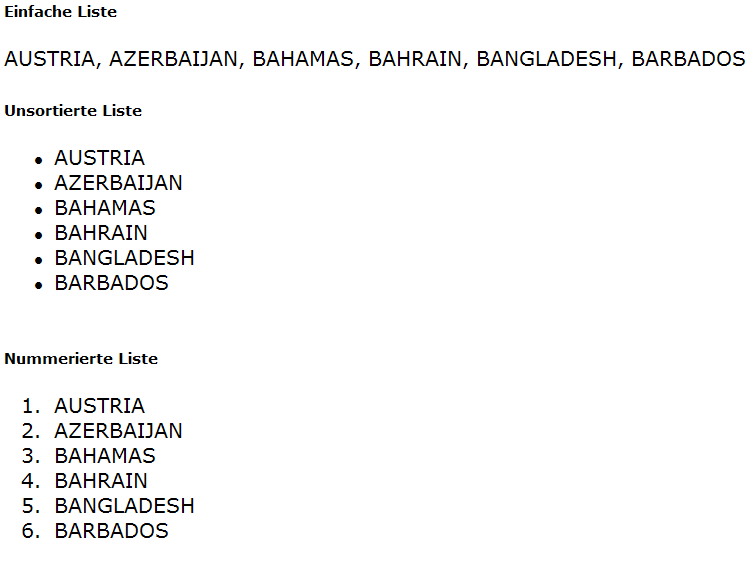 Einfache Liste
AUSTRIA, AZERBAIJAN, BAHAMAS, BAHRAIN, BANGLADESH, BARBADOS
Unsortierte Liste
• AUSTRIA
• AZERBAIJAN
• BAHAMAS
• BAHRAIN
• BANGLADESH
• BARBADOS
Nummerierte Liste
1. AUSTRIA
2. AZERBAIJAN
3. BAHAMAS
4. BAHRAIN
5. BANGLADESH
6. BARBADOS